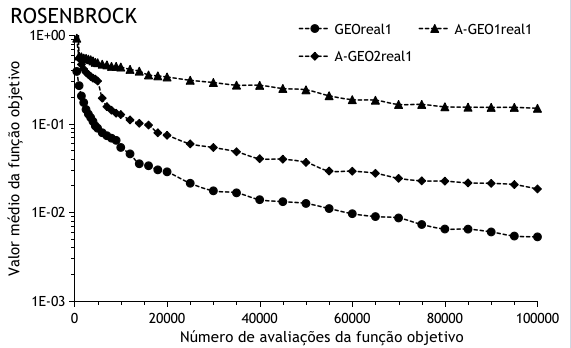 ROSENBROCK
GEOreal1
A-GEO1real1
A-GEO2real1
Valor médio da função objetivo
1E+00
1E-01
1E-02
1E-03
0 20000 40000 60000 80000 100000
Número de avaliações da função objetivo